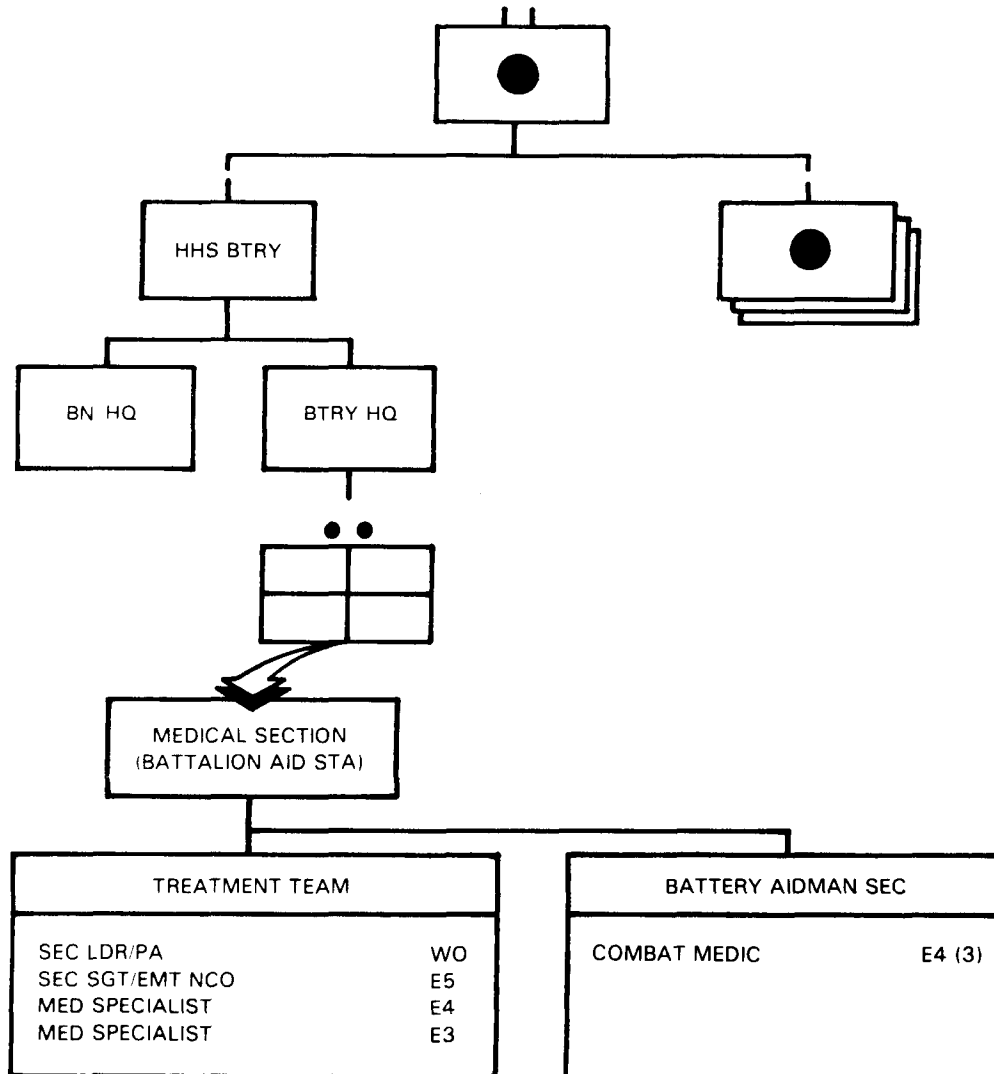 HHS BTRY
BN HQ
BTRY HQ
MEDICAL SECTION
(BATTALION AID STA)
TREATMENT TEAM
SEC LDR/PA WO
SEC SGT/EMT NCO E5
MED SPECIALIST E4
MED SPECIALIST E3
BATTERY AIDMAN SEC
COMBAT MEDIC E4 (3)